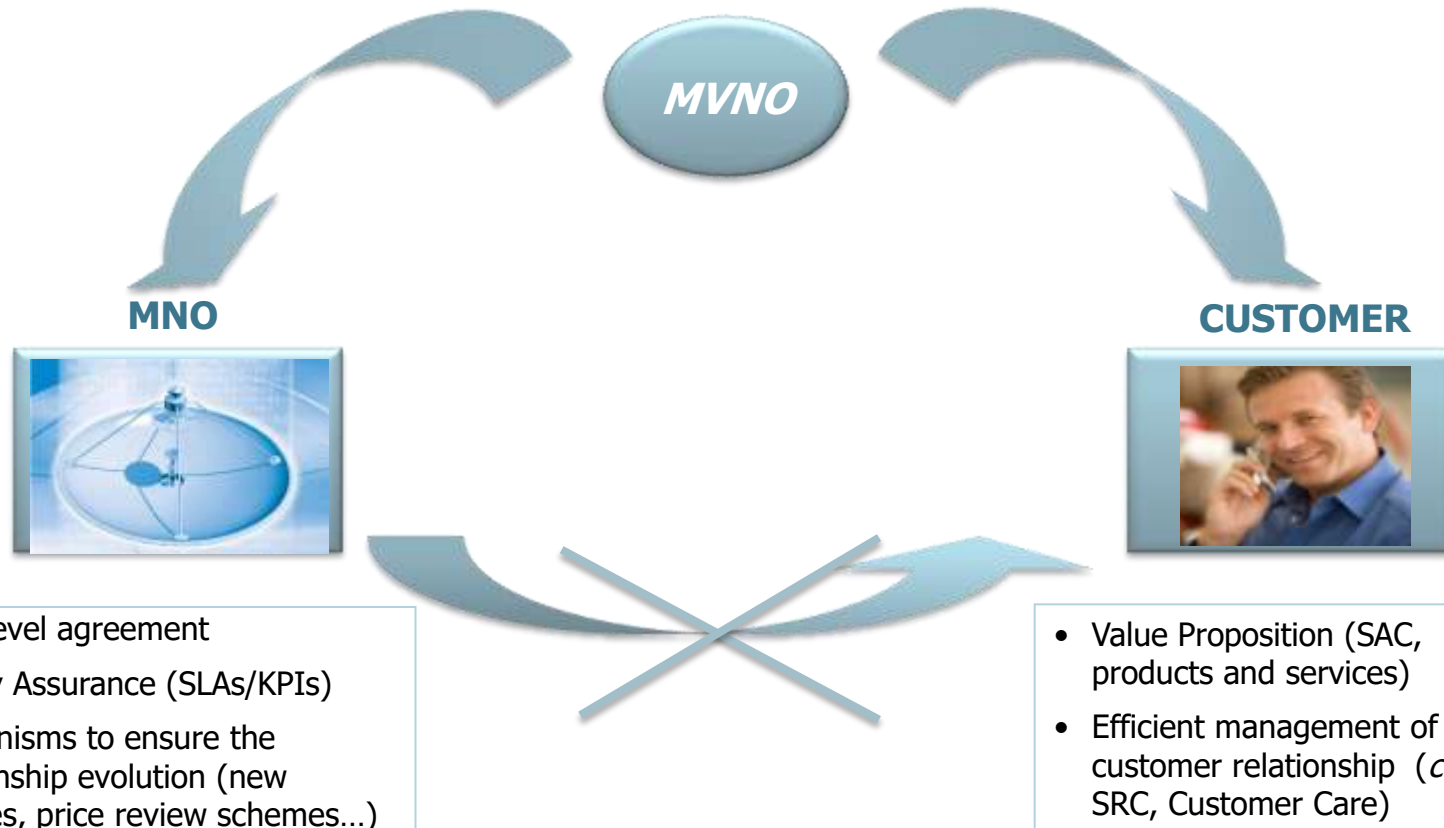 MVNO
MNO
CUSTOMER
evel agreement
Assurance (SLAs/KPIs)
nisms to ensure the
nship evolution (new
es, price review schemes…)
• Value Proposition (SAC,
products and services)
• Efficient management of
customer relationship (c
SRC, Customer Care)